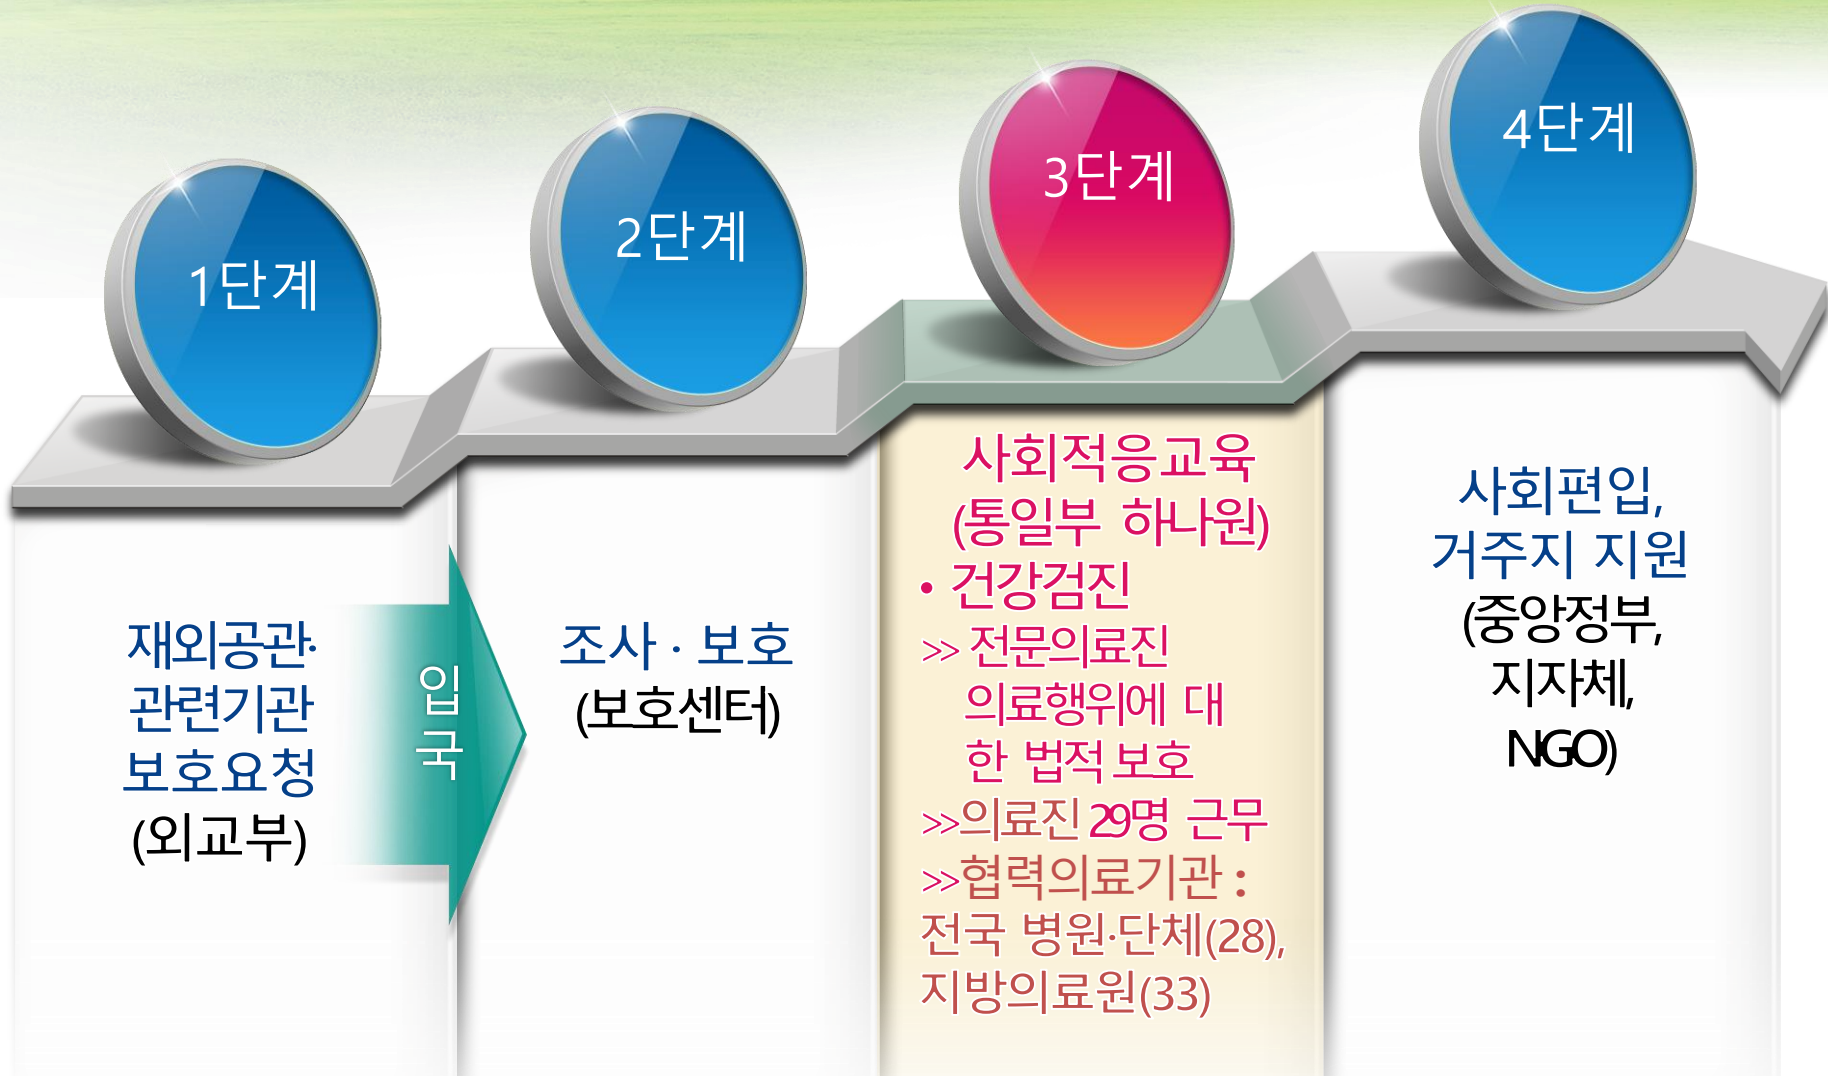 1단계
재외공관·
관련기관
보호요청
(외교부)
입
국
2단계
조사 · 보호
(보호센터)
3단계
사회적응교육
(통일부 하나원)
• 건강검진
>> 전문의료진
의료행위에 대
한 법적 보호
>>의료진 29명 근무
>>협력의료기관 :
전국 병원·단체(28),
지방의료원(33)
4단계
사회편입,
거주지 지원
(중앙정부,
지자체,
NGO)